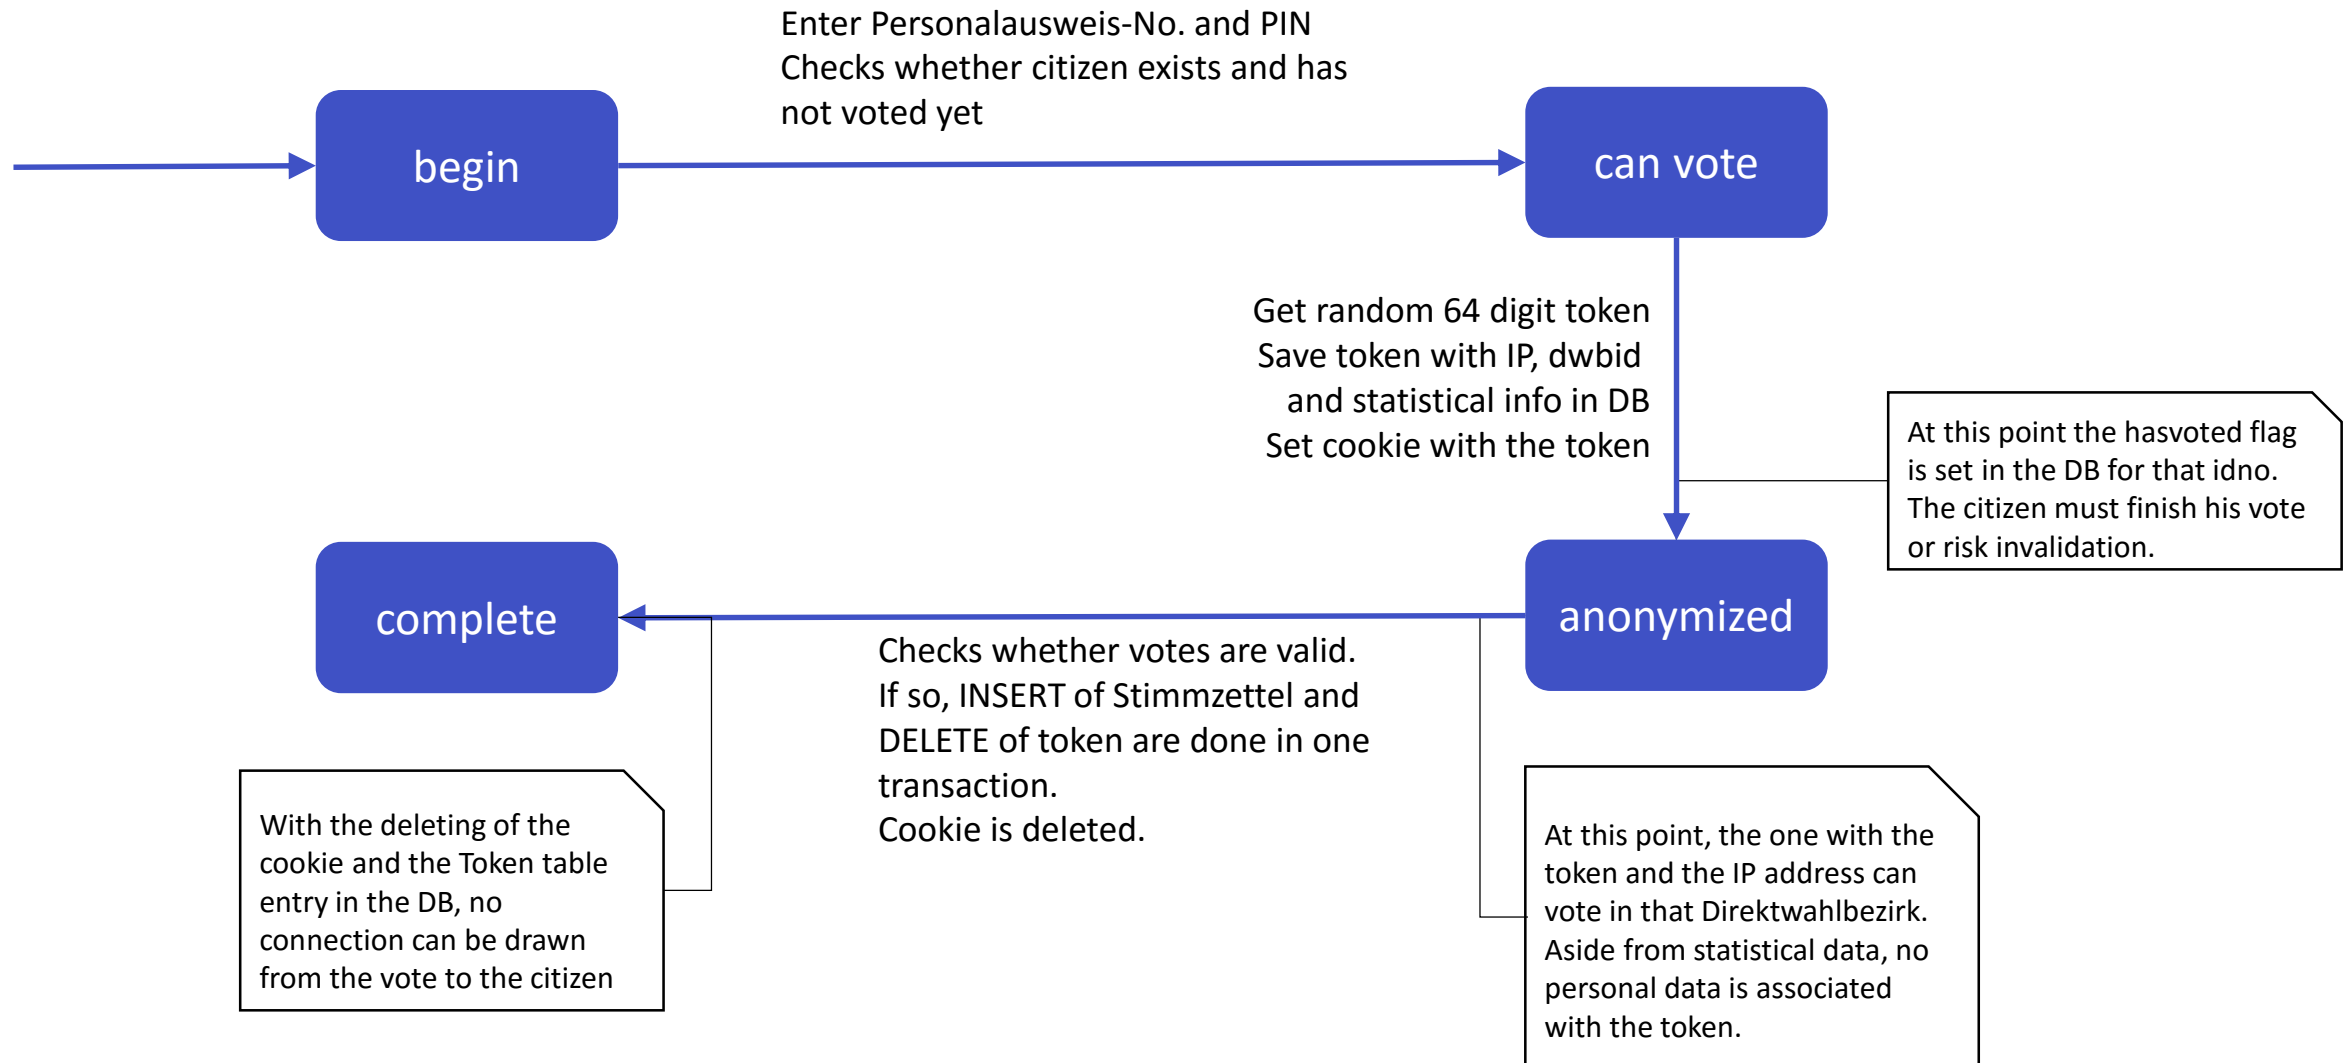 Enter Personalausweis-No. and PIN
Checks whether citizen exists and has
not voted yet
begin
can vote
Get random 64 digit token
Save token with IP, dwbid
and statistical info in DB
Set cookie with the token
At this point the hasvoted flag
is set in the DB for that idno.
The citizen must finish his vote
or risk invalidation.
complete
anonymized
Checks whether votes are valid.
If so, INSERT of Stimmzettel and
DELETE of token are done in one
transaction.
Cookie is deleted.
With the deleting of the
cookie and the Token table
entry in the DB, no
connection can be drawn
from the vote to the citizen
At this point, the one with the
token and the IP address can
vote in that Direktwahlbezirk.
Aside from statistical data, no
personal data is associated
with the token.